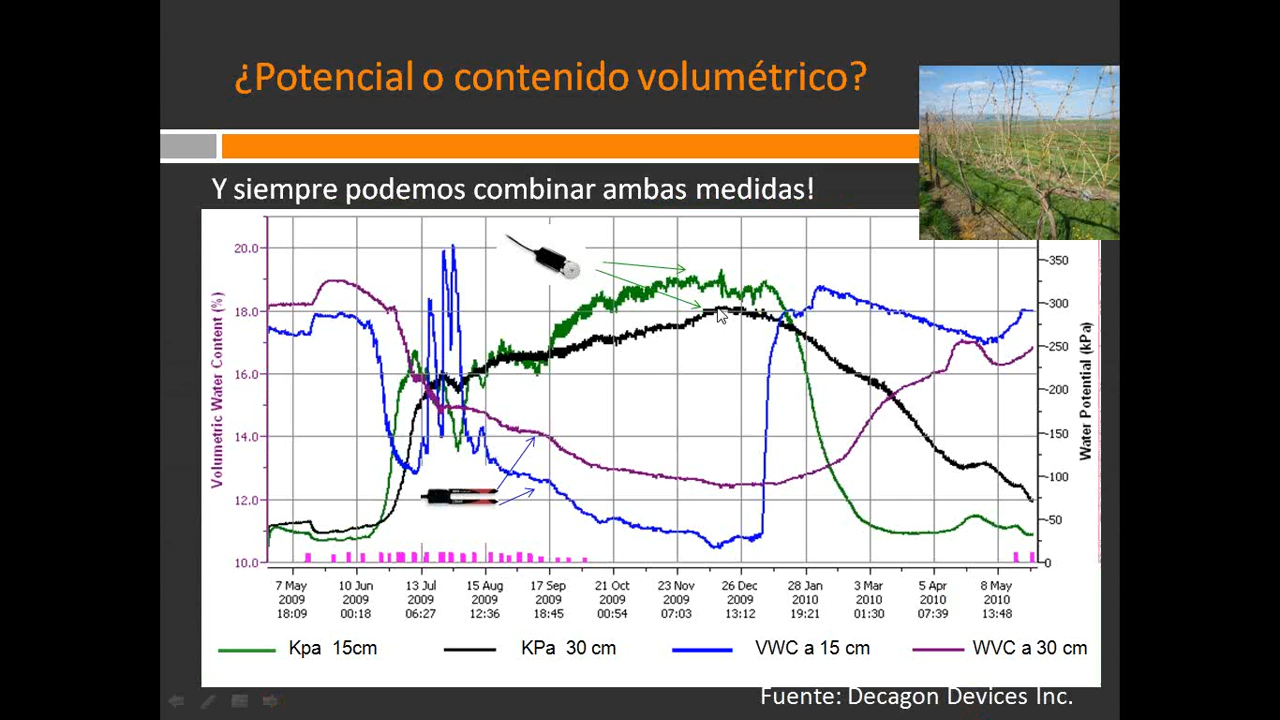 ¿Potencial o contenido volumétrico?
Y siempre podemos combinar ambas medidas!
Volumetric Water Content (%)
20.0
18.0
16.0
14.0
12.0
10.0
-350
-300
-250
-200
-150
-100
-50
0
Water Potential (kPa)
7 May 2009 18:09
10 Jun 2009 00:18
13 Jul 2009 06:27
15 Aug 2009 12:36
17 Sep 2009 18:45
21 Oct 2009 00:54
23 Nov 2009 07:03
26 Dec 2009 13:12
28 Jan 2010 19:21
3 Mar 2010 01:30
5 Apr 2010 07:39
8 May 2010 13:48
Kpa 15cm
KPa 30 cm
VWC a 15 cm
WVC a 30 cm
Fuente: Decagon Devices Inc.